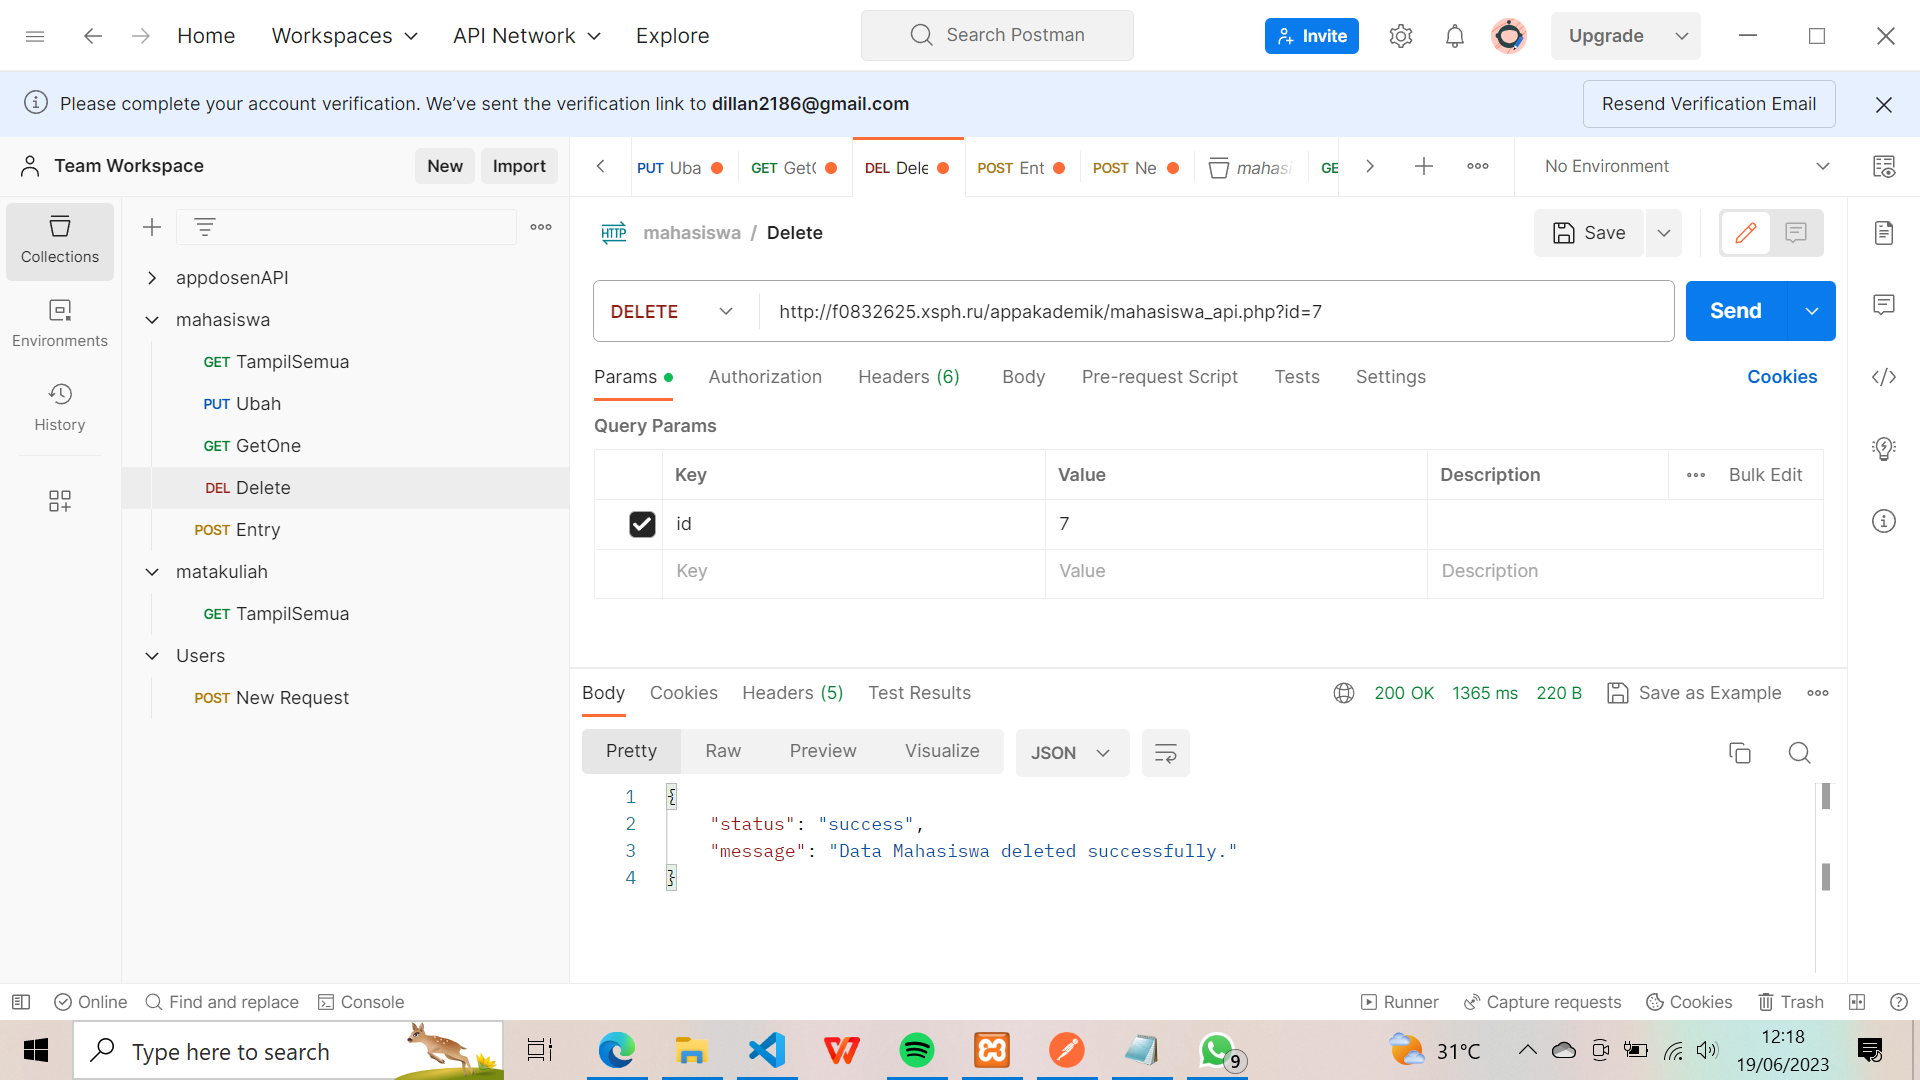 Home
Workspaces
API Network
Explore
Search Postman
Invite
Upgrade
Please complete your account verification. We’ve sent the verification link to dillan2186@gmail.com
Resend Verification Email
Team Workspace
New
Import
PUT Uba
GET Get
DEL Dele
POST Ent
POST Ne
mahasi
GE
No Environment
Collections
Environments
History
appdosenAPI
mahasiswa
GET TampilSemua
PUT Ubah
GET GetOne
DEL Delete
POST Entry
matakuliah
GET TampilSemua
Users
POST New Request
HTTP
mahasiswa / Delete
Save
DELETE
http://f0832625.xsph.ru/appakademik/mahasiswa_api.php?id=7
Send
Params
Authorization
Headers (6)
Body
Pre-request Script
Tests
Settings
Cookies
Query Params
Key
Value
Description
Bulk Edit
id
7
Key
Value
Description
Body
Cookies
Headers (5)
Test Results
200 OK
1365 ms
220 B
Save as Example
Pretty
Raw
Preview
Visualize
JSON
1 {
2 "status": "success",
3 "message": "Data Mahasiswa deleted successfully."
4 }
Online
Find and replace
Console
Runner
Capture requests
Cookies
Trash
Type here to search
9
31°C
12:18
19/06/2023